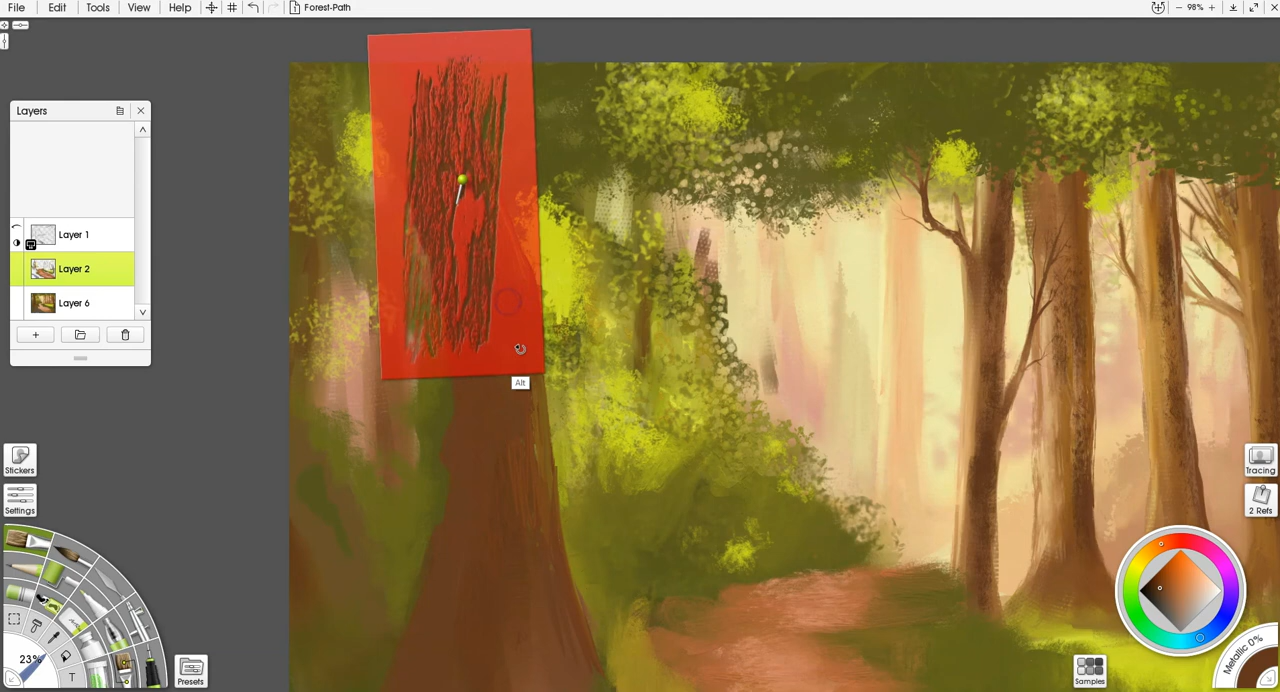 File Edit Tools View Help Forest-Path 98%
Layers
Layer 1
Layer 2
Layer 6
Alt
Stickers
Settings
Tracing
2 Refs
23%
T
Presets
Samples
Metallic 0%